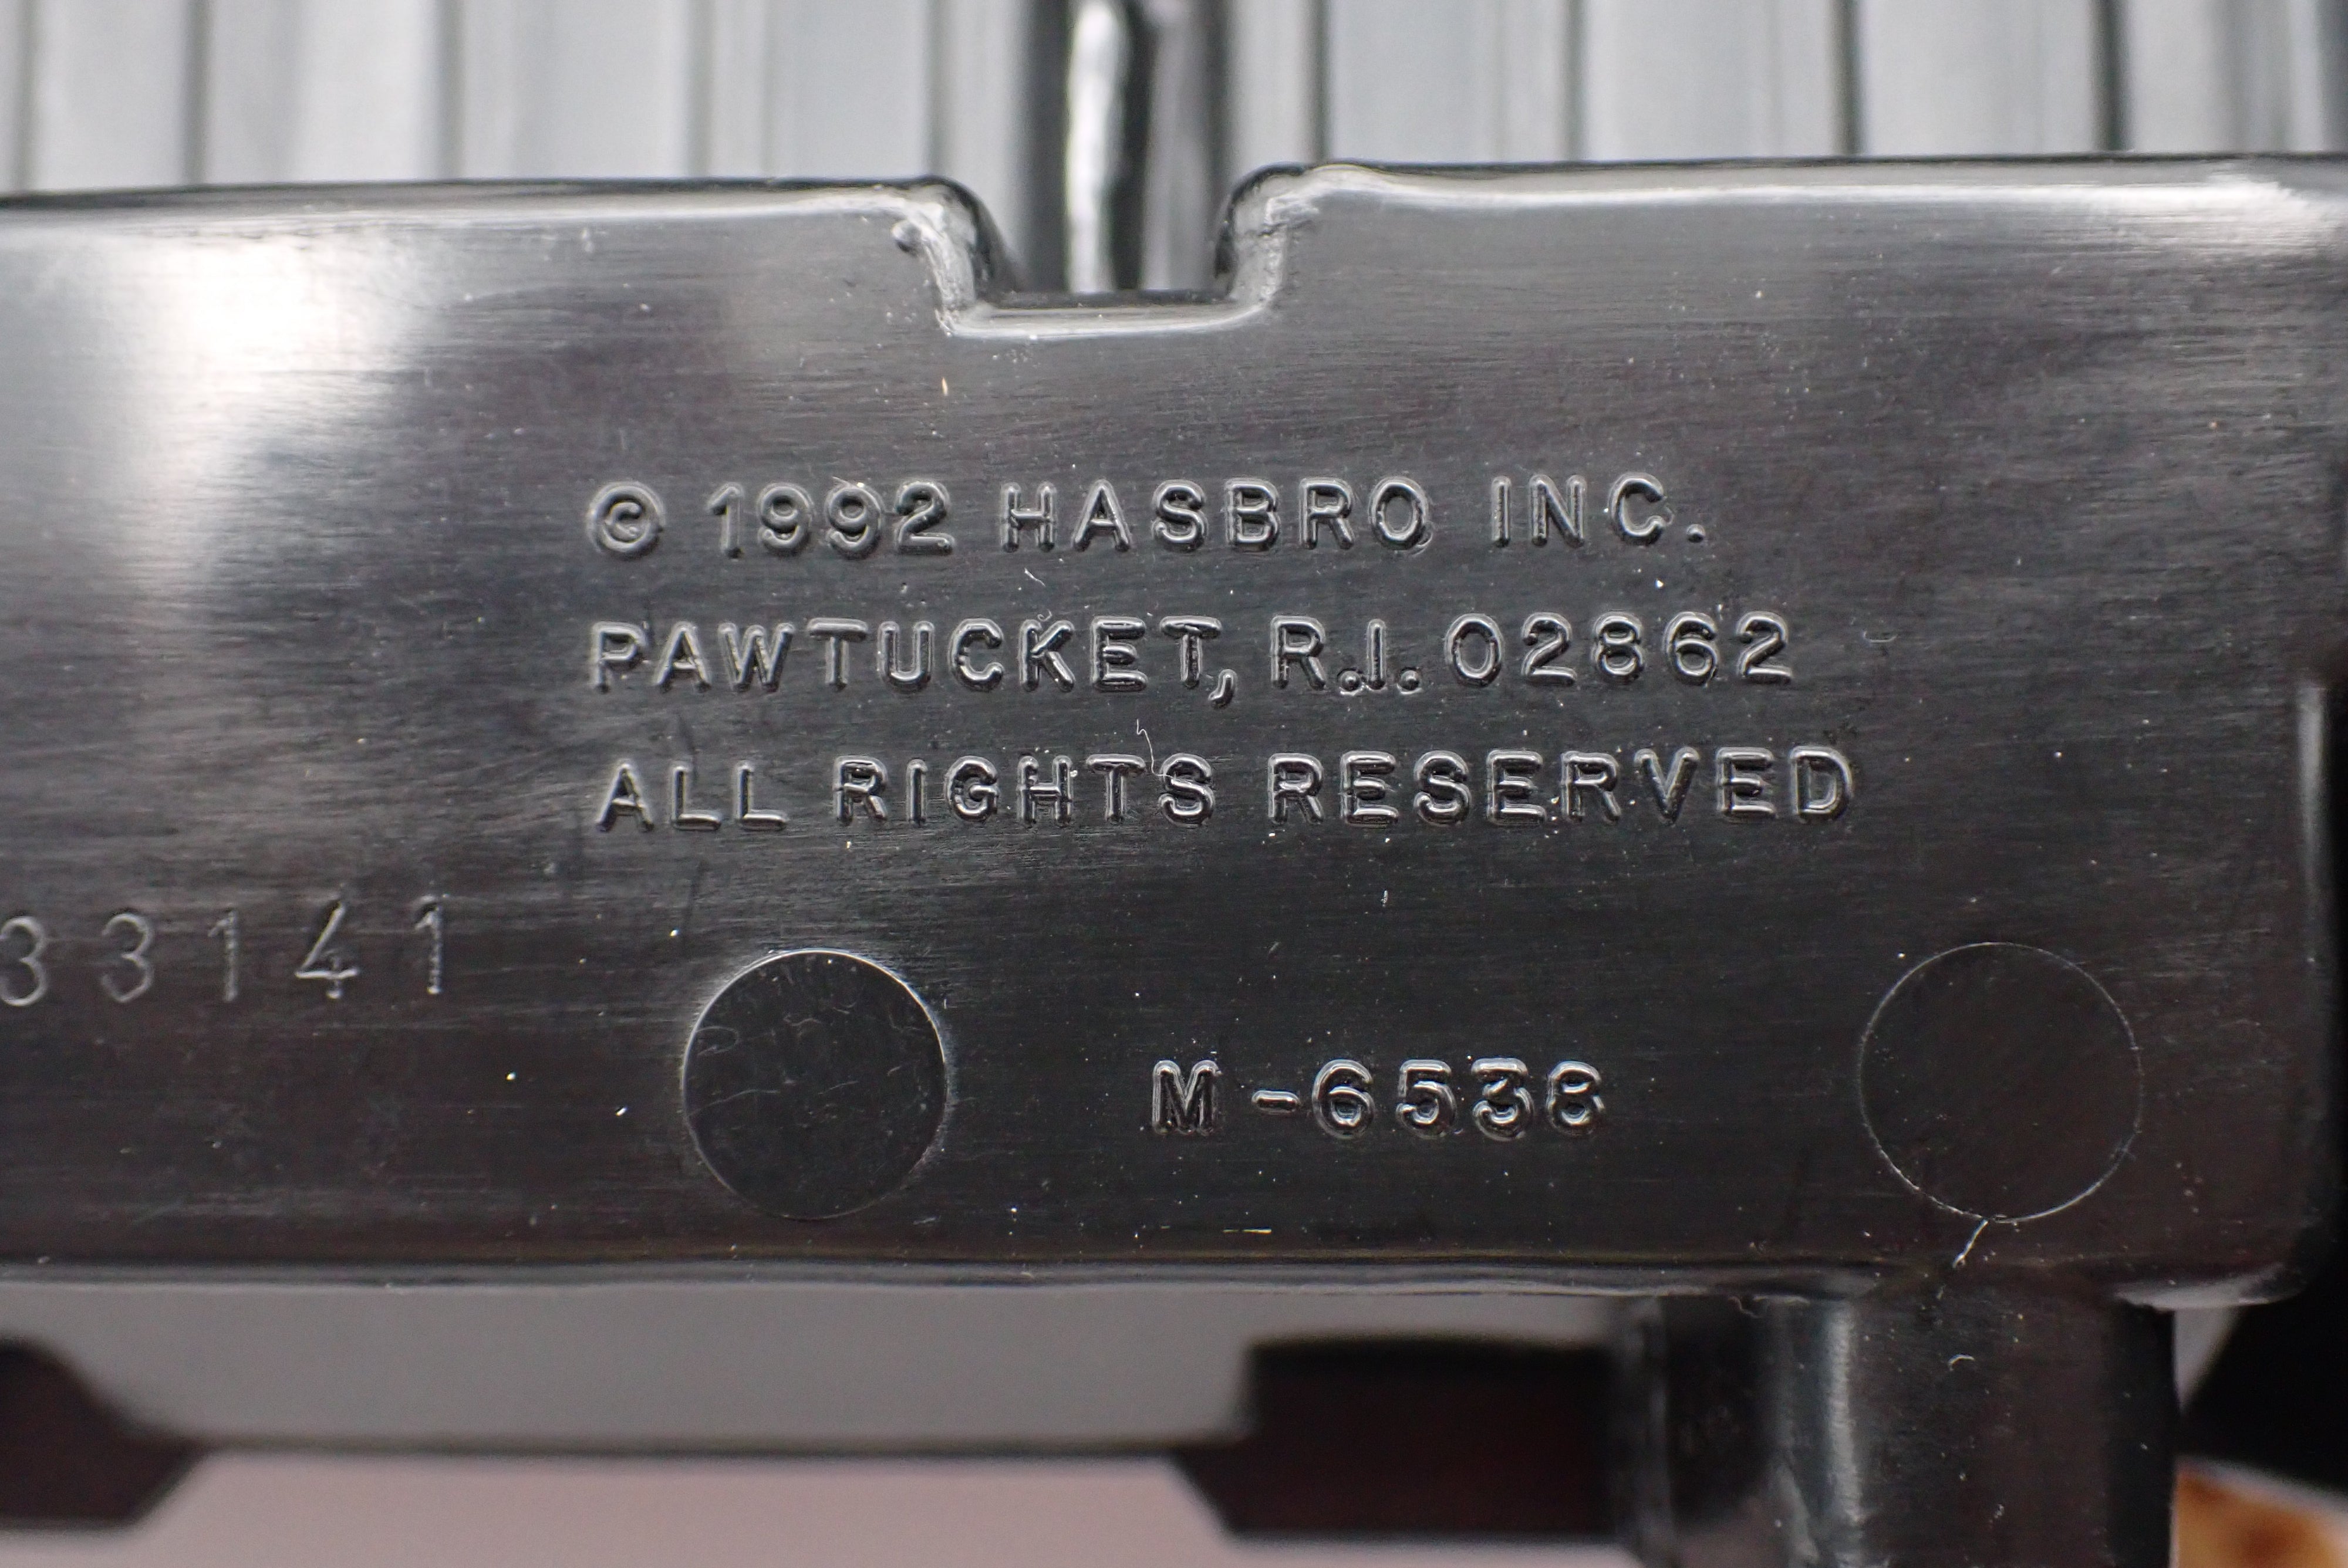 © 1992 HASBRO INC.
PAWTUCKET, R.I. 02862
ALL RIGHTS RESERVED
33141
M-6538